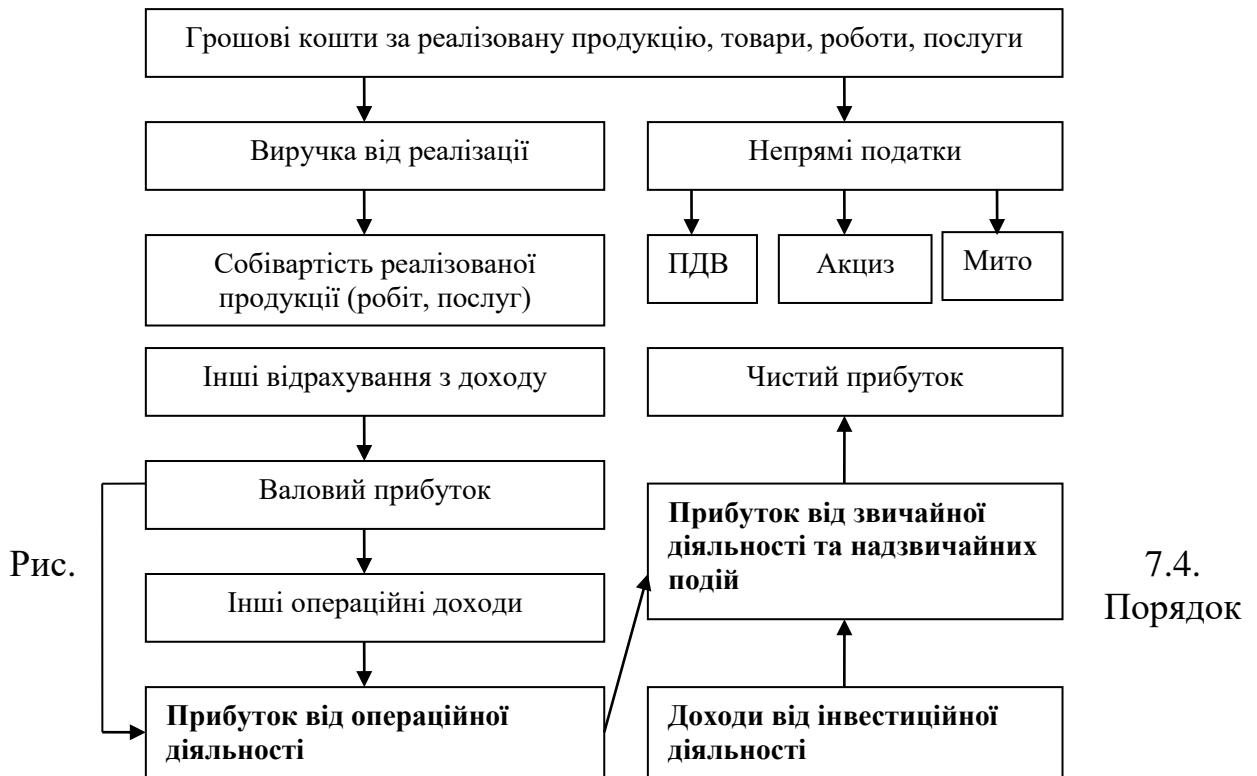 Грошові кошти за реалізовану продукцію, товари, роботи, послуги
Виручка від реалізації
Непрямі податки
Собівартість реалізованої
продукції (робіт, послуг)
ПДВ
Акциз
Мито
Інші відрахування з доходу
Чистий прибуток
Валовий прибуток
Прибуток від звичайної
діяльності та надзвичайних
подій
Рис.
7.4.
Порядок
Інші операційні доходи
Прибуток від операційної
діяльності
Доходи від інвестиційної
діяльності